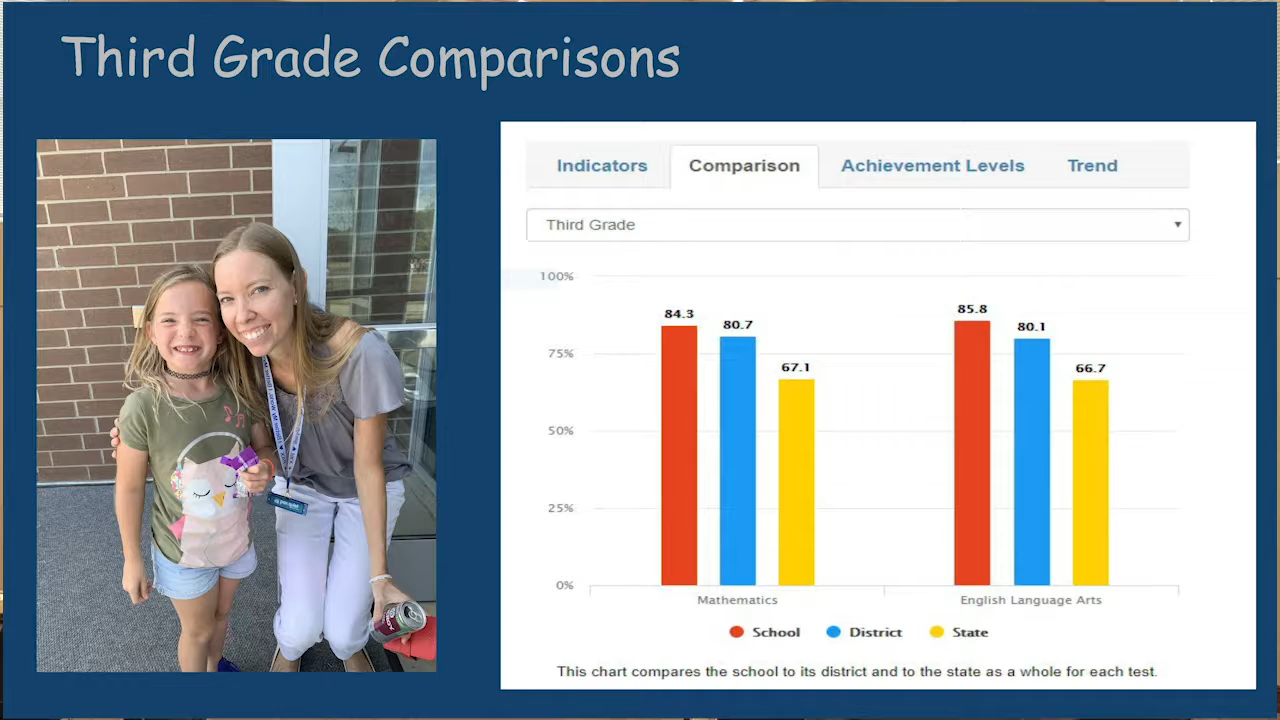 Third Grade Comparisons
Indicators Comparison Achievement Levels Trend
Third Grade
100%
75%
50%
25%
0%
84.3 80.7 67.1
85.8 80.1 66.7
Mathematics English Language Arts
School District State
This chart compares the school to its district and to the state as a whole for each test.